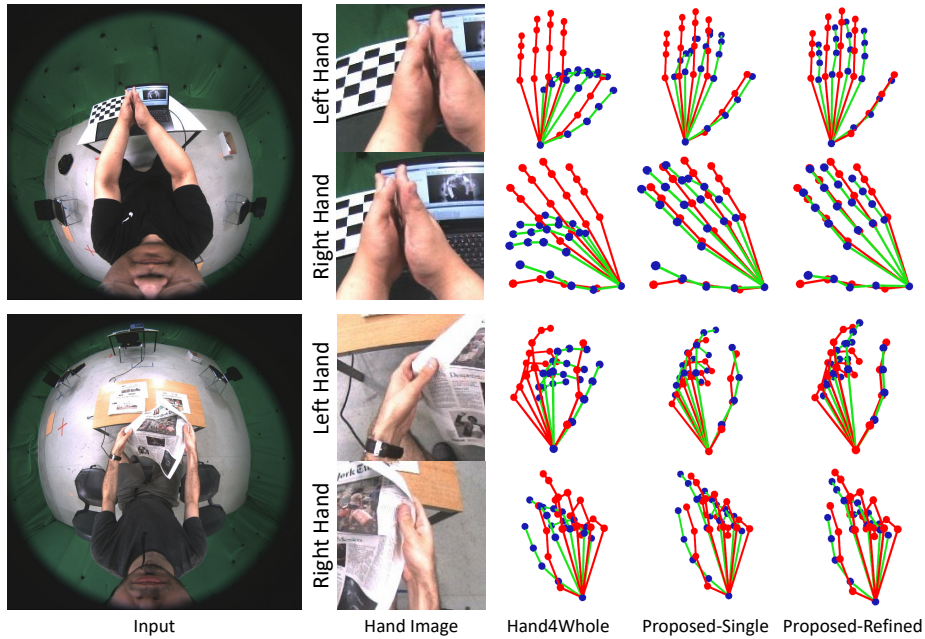 Left Hand
Right Hand
Left Hand
Right Hand
Input
Hand Image
Hand4Whole
Proposed-Single
Proposed-Refined